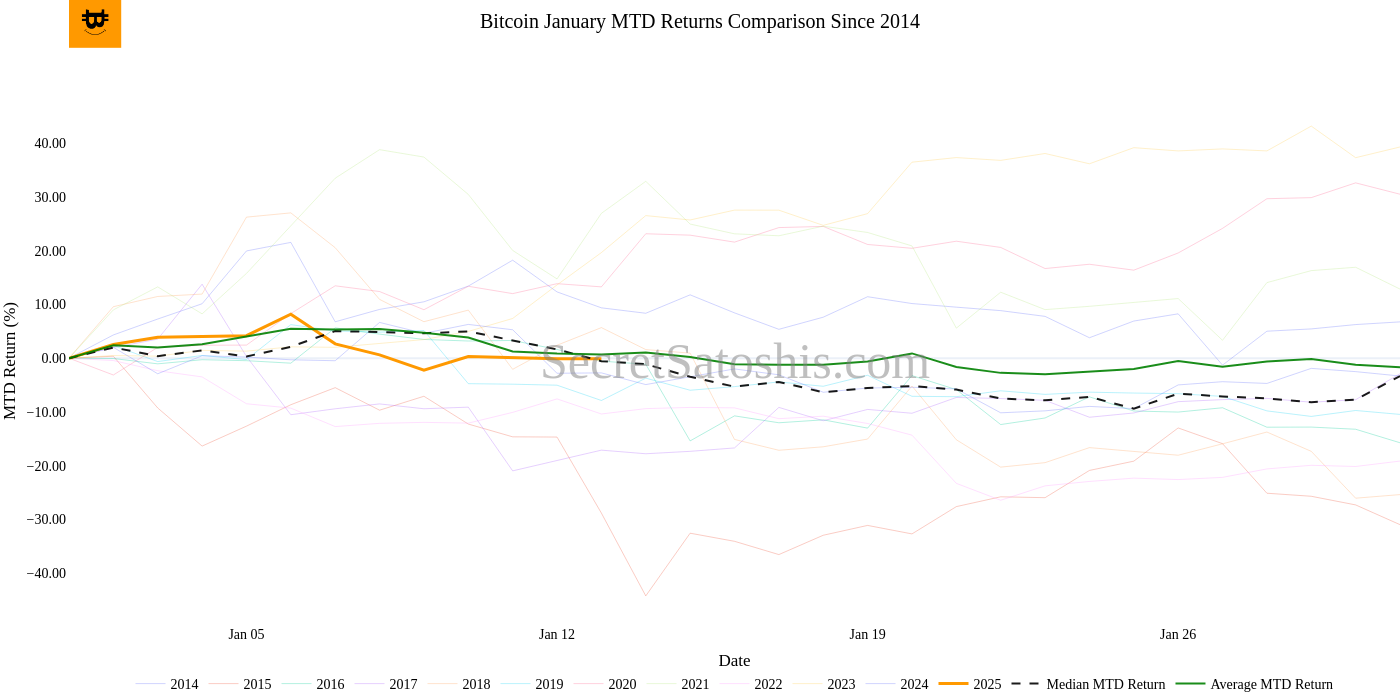 Bitcoin January MTD Returns Comparison Since 2014
MTD Return (%)
40.00
30.00
20.00
10.00
0.00
−10.00
−20.00
−30.00
−40.00
SecretSatoshis.com
Jan 05 Jan 12 Jan 19 Jan 26
Date
2014 2015 2016 2017 2018 2019 2020 2021 2022 2023 2024 2025 Median MTD Return Average MTD Return